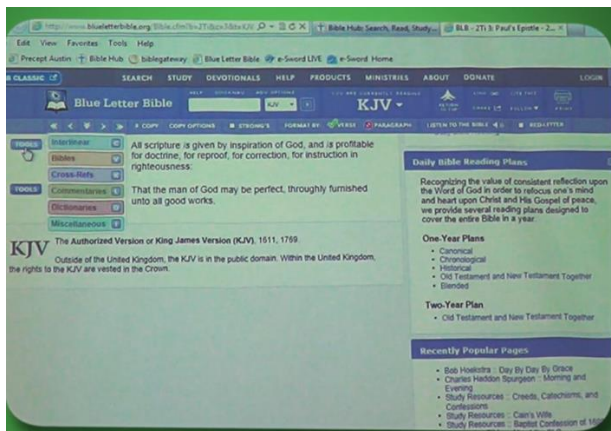 http://www.blueletterbible.org/Bible.cfm?b=2Ti&c=3&t=KJV
Bible Hub: Search, Read, Study...
BLB - 2Ti 3: Paul's Epistle - 2...
Edit View Favorites Tools Help
Precept Austin Bible Hub biblegateway Blue Letter Bible e-Sword LIVE e-Sword Home
B CLASSIC SEARCH STUDY DEVOTIONALS HELP PRODUCTS MINISTRIES ABOUT DONATE LOGIN
Blue Letter Bible KJV KJV
COPY COPY OPTIONS STRONG'S FORMAT BY VERSE PARAGRAPH LISTEN TO THE BIBLE RED-LETTER
TOOLS
Interlinear
Bibles
Cross-Refs
TOOLS
Commentaries
Dictionaries
Miscellaneous
All scripture is given by inspiration of God, and is profitable
for doctrine, for reproof, for correction, for instruction in
righteousness:
That the man of God may be perfect, throughly furnished
unto all good works.
KJV The Authorized Version or King James Version (KJV), 1611, 1769.
Outside of the United Kingdom, the KJV is in the public domain. Within the United Kingdom,
the rights to the KJV are vested in the Crown.
Daily Bible Reading Plans
Recognizing the value of consistent reflection upon
the Word of God in order to refocus one's mind
and heart upon Christ and His Gospel of peace,
we provide several reading plans designed to
cover the entire Bible in a year.
One-Year Plans
• Canonical
• Chronological
• Historical
• Old Testament and New Testament Together
• Blended
Two-Year Plan
• Old Testament and New Testament Together
Recently Popular Pages
• Bob Hoekstra :: Day By Day By Grace
• Charles Haddon Spurgeon :: Morning and
Evening
• Study Resources :: Creeds, Catechisms, and
Confessions
• Study Resources :: Cain's Wife
• Study Resources :: Baptist Confession of